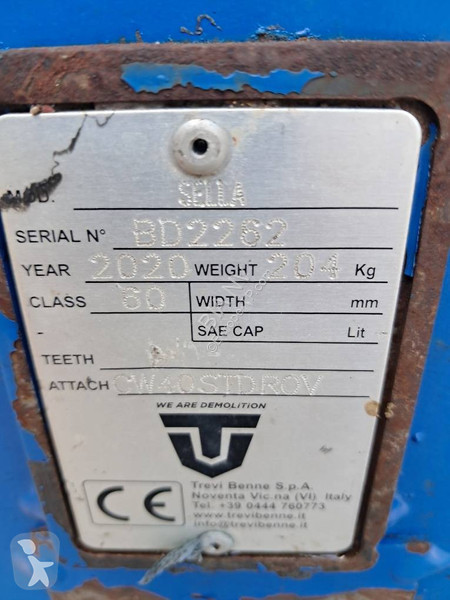 MOD. SELLA
SERIAL N° BD2262
YEAR 2020 WEIGHT 204 Kg
CLASS 60 WIDTH mm
- SAE CAP Lit
TEETH
ATTACH CW40STDROV
WE ARE DEMOLITION
Trevi Benne S.p.A.
Noventa Vic.na (VI) Italy
Tel. +39 0444 760773
www.trevibenne.it
info@trevibenne.it
CE